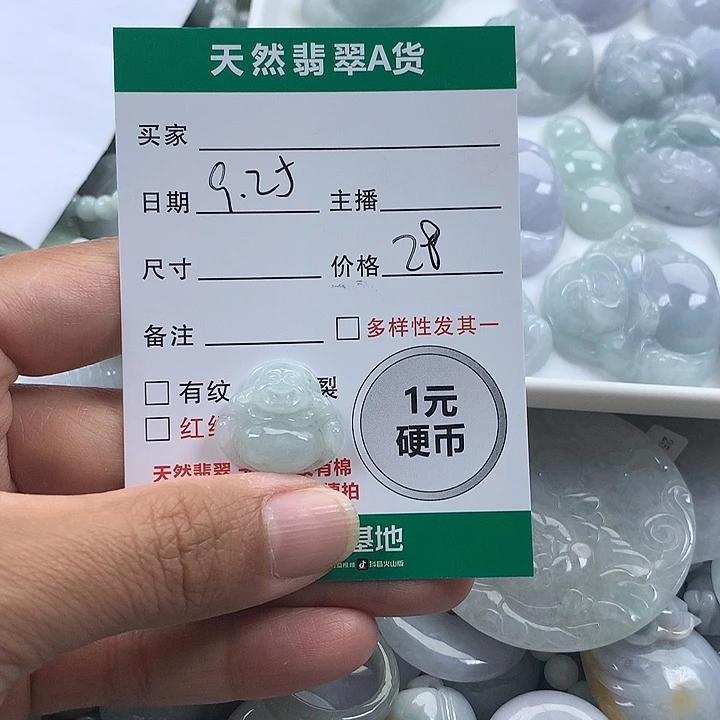 天然翡翠A货
买家
日期 9.25 主播
尺寸 价格 28
备注 多样性发其一
有纹 裂
1元
硬币
红
天然翡翠 有棉
慎拍
基地
抖音火山版